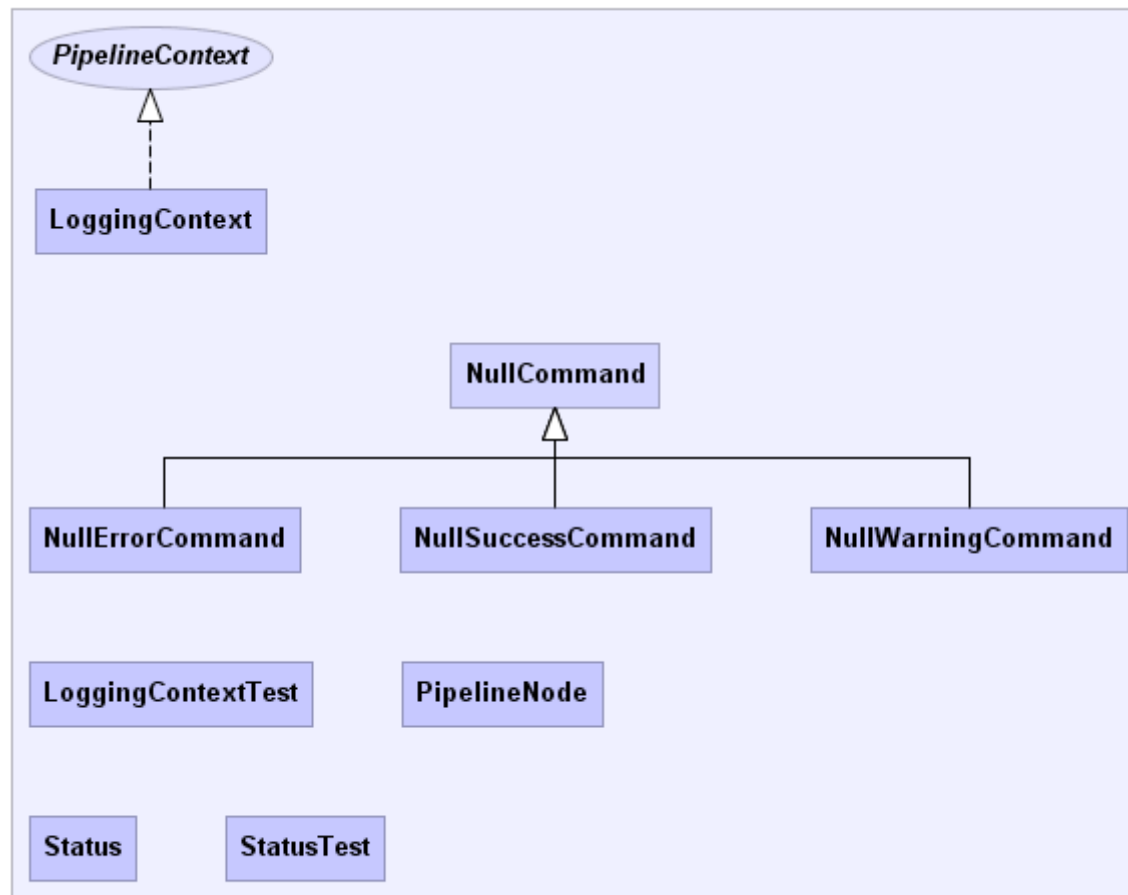 PipelineContext
LoggingContext
NullCommand
NullErrorCommand
NullSuccessCommand
NullWarningCommand
LoggingContextTest
PipelineNode
Status
StatusTest